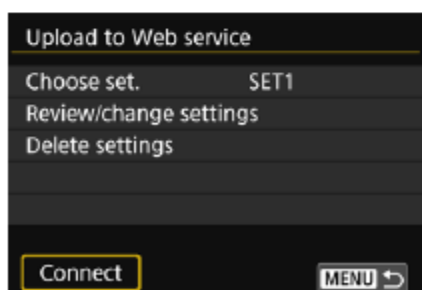 Upload to Web service
Choose set. SET1
Review/change settings
Delete settings
Connect MENU